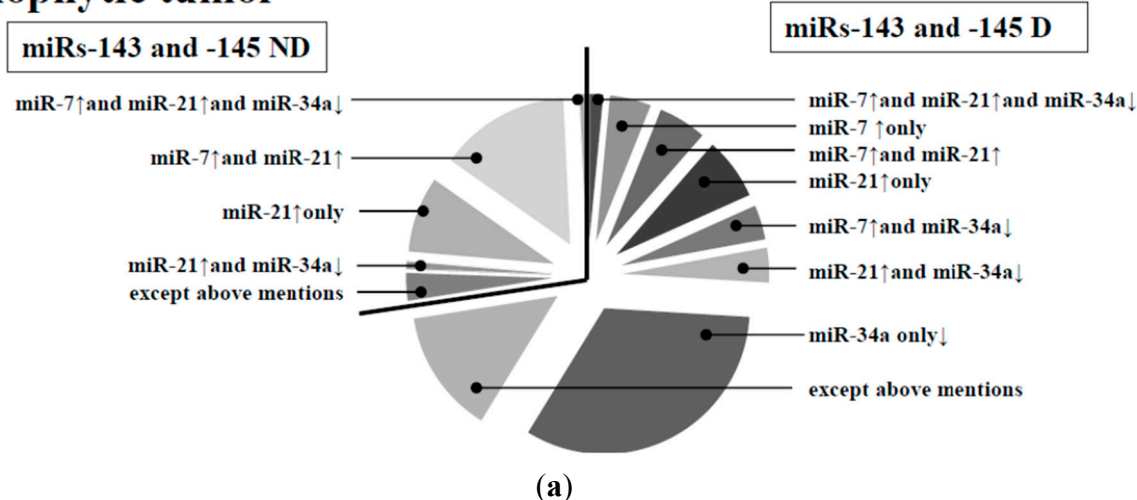 miRs-143 and -145 ND
miRs-143 and -145 D
miR-7↑and miR-21↑and miR-34a↓
miR-7↑and miR-21↑
miR-21↑only
miR-21↑and miR-34a↓
except above mentions
miR-7↑and miR-21↑and miR-34a↓
miR-7 ↑only
miR-7↑and miR-21↑
miR-21↑only
miR-7↑and miR-34a↓
miR-21↑and miR-34a↓
miR-34a only↓
except above mentions
(a)